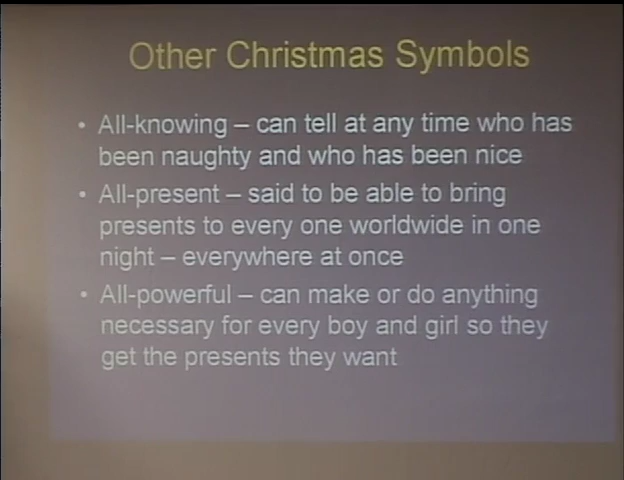 Other Christmas Symbols
• All-knowing – can tell at any time who has
been naughty and who has been nice
• All-present – said to be able to bring
presents to every one worldwide in one
night – everywhere at once
• All-powerful – can make or do anything
necessary for every boy and girl so they
get the presents they want